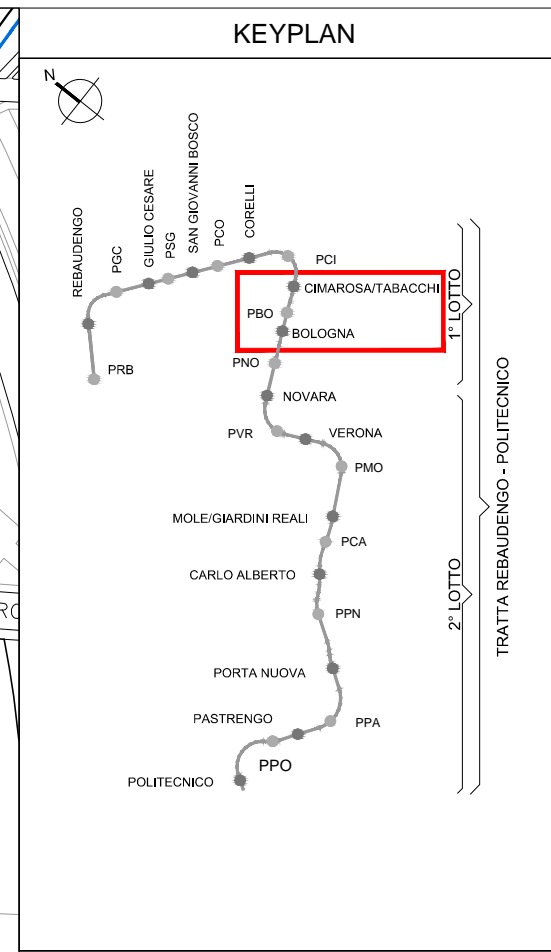 KEYPLAN
N
REBAUDENGO
PGC
GIULIO CESARE
PSG
SAN GIOVANNI BOSCO
PCO
CORELLI
PCI
CIMAROSA/TABACCHI
PBO
BOLOGNA
PNO
PRB
NOVARA
PVR
VERONA
PMO
MOLE/GIARDINI REALI
PCA
CARLO ALBERTO
PPN
PORTA NUOVA
PASTRENGO
PPA
PPO
POLITECNICO
1° LOTTO
2° LOTTO
TRATTA REBAUDENGO - POLITECNICO